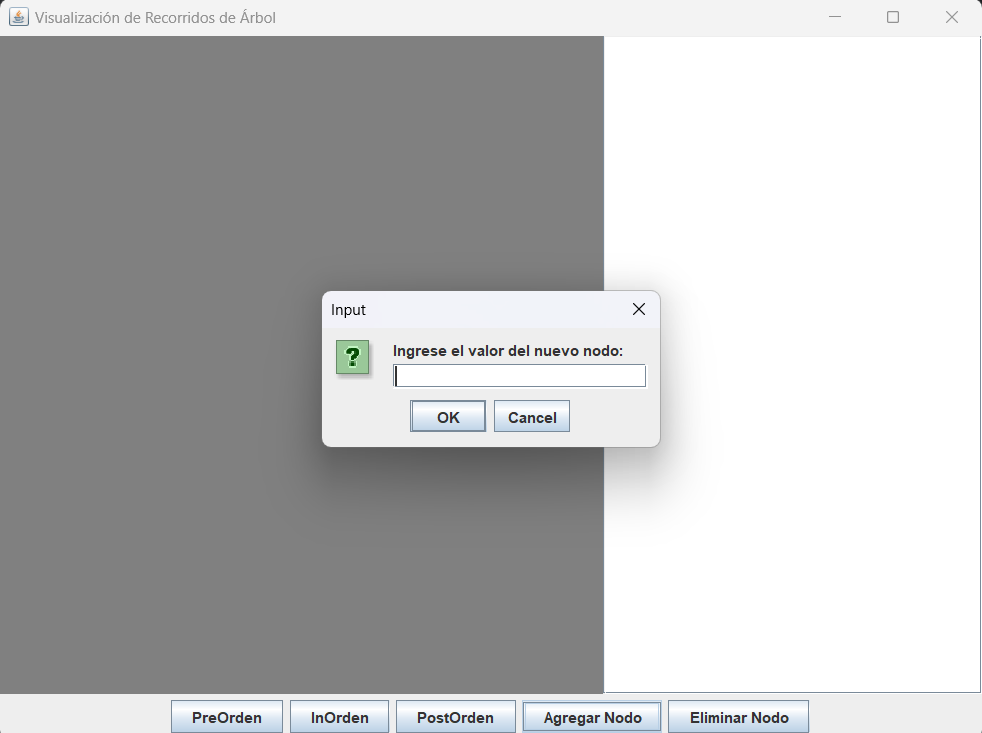 Visualización de Recorridos de Árbol
Input
?
Ingrese el valor del nuevo nodo:
OK Cancel
PreOrden InOrden PostOrden Agregar Nodo Eliminar Nodo